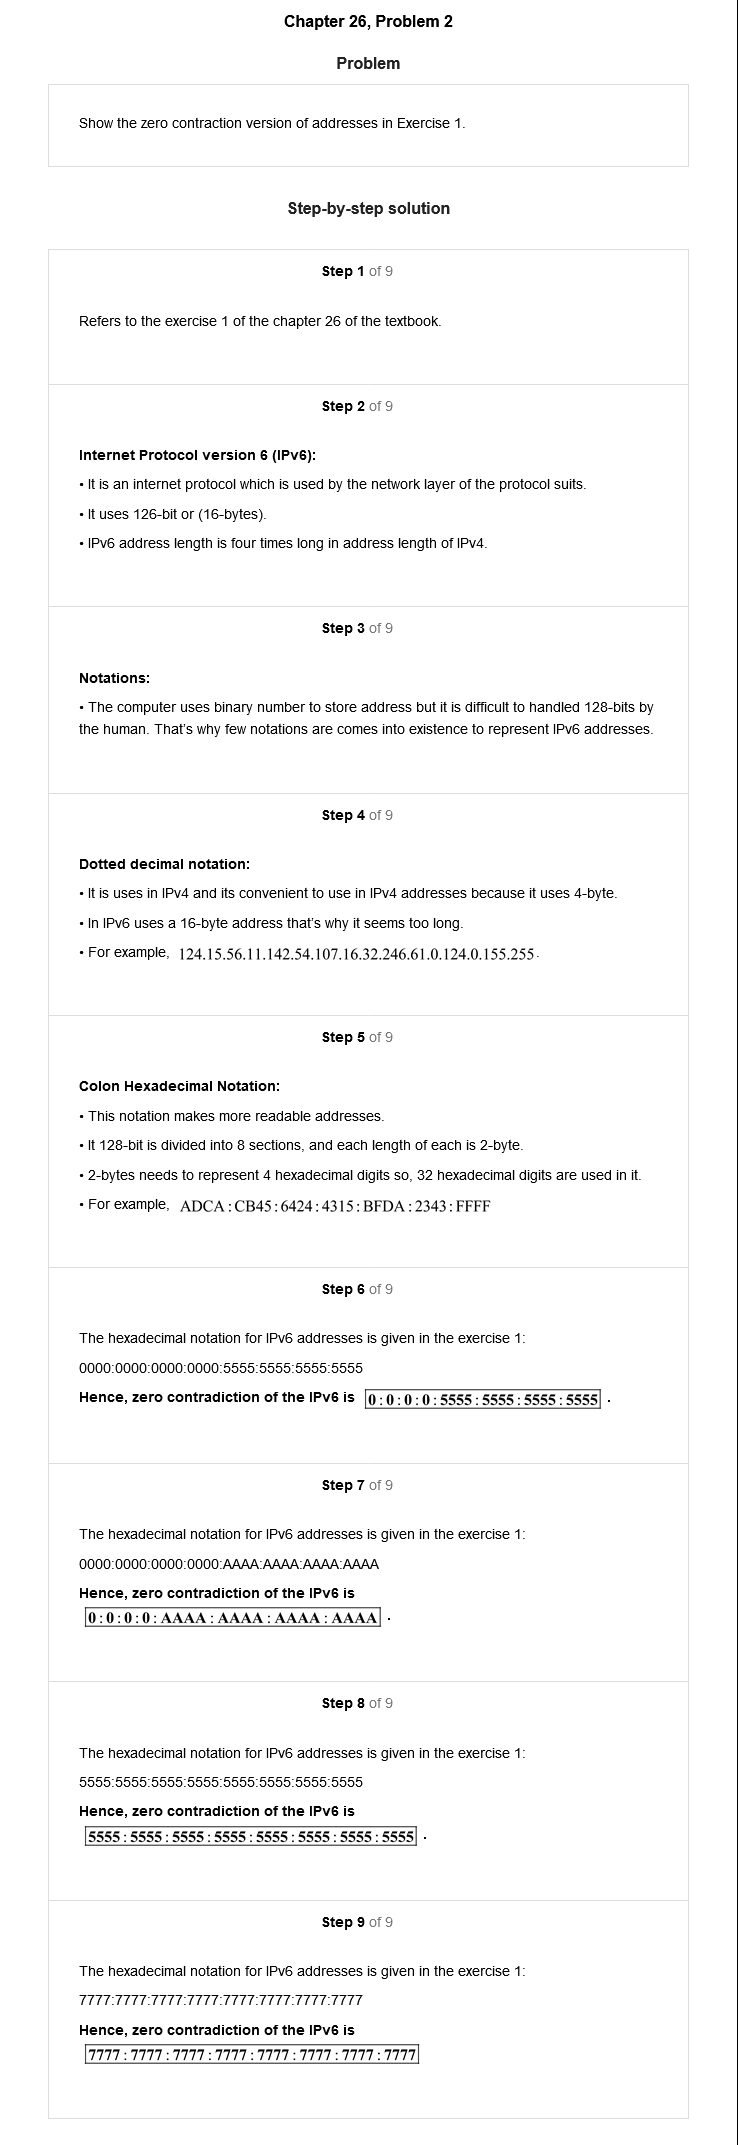 Chapter 26, Problem 2
Problem
Show the zero contraction version of addresses in Exercise 1.
Step-by-step solution
Step 1 of 9
Refers to the exercise 1 of the chapter 26 of the textbook.
Step 2 of 9
Internet Protocol version 6 (IPv6):
• It is an internet protocol which is used by the network layer of the protocol suits.
• It uses 126-bit or (16-bytes).
• IPv6 address length is four times long in address length of IPv4.
Step 3 of 9
Notations:
• The computer uses binary number to store address but it is difficult to handled 128-bits by
the human. That's why few notations are comes into existence to represent IPv6 addresses.
Step 4 of 9
Dotted decimal notation:
• It is uses in IPv4 and its convenient to use in IPv4 addresses because it uses 4-byte.
• In IPv6 uses a 16-byte address that's why it seems too long.
• For example, 124.15.56.11.142.54.107.16.32.246.61.0.124.0.155.255.
Step 5 of 9
Colon Hexadecimal Notation:
• This notation makes more readable addresses.
• It 128-bit is divided into 8 sections, and each length of each is 2-byte.
• 2-bytes needs to represent 4 hexadecimal digits so, 32 hexadecimal digits are used in it.
• For example, ADCA : CB45 : 6424 : 4315 : BFDA : 2343 : FFFF
Step 6 of 9
The hexadecimal notation for IPv6 addresses is given in the exercise 1:
0000:0000:0000:0000:5555:5555:5555:5555
Hence, zero contradiction of the IPv6 is 0 : 0 : 0 : 0 : 5555 : 5555 : 5555 : 5555 .
Step 7 of 9
The hexadecimal notation for IPv6 addresses is given in the exercise 1:
0000:0000:0000:0000:AAAA:AAAA:AAAA:AAAA
Hence, zero contradiction of the IPv6 is
0 : 0 : 0 : 0 : AAAA : AAAA : AAAA : AAAA .
Step 8 of 9
The hexadecimal notation for IPv6 addresses is given in the exercise 1:
5555:5555:5555:5555:5555:5555:5555:5555
Hence, zero contradiction of the IPv6 is
5555 : 5555 : 5555 : 5555 : 5555 : 5555 : 5555 : 5555 .
Step 9 of 9
The hexadecimal notation for IPv6 addresses is given in the exercise 1:
7777:7777:7777:7777:7777:7777:7777:7777
Hence, zero contradiction of the IPv6 is
7777 : 7777 : 7777 : 7777 : 7777 : 7777 : 7777 : 7777